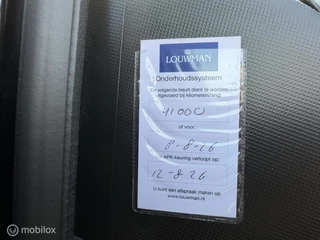 LOUWMAN
Onderhoudssysteem
De volgende beurt dient te worden
uitgevoerd bij kilometerstand:
41000
of voor:
8-8-26
APK-keuring verloopt op:
12-8-26
U kunt een afspraak maken op
www.louwman.nl
mobilox